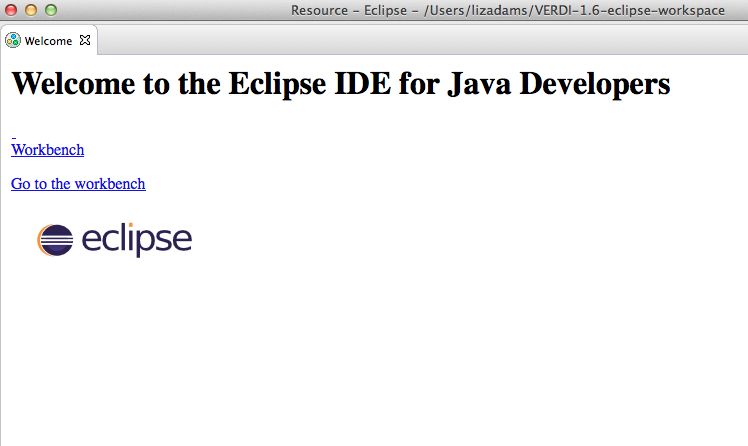 Resource - Eclipse - /Users/lizadams/VERDI-1.6-eclipse-workspace
Welcome
Welcome to the Eclipse IDE for Java Developers
Workbench
Go to the workbench
eclipse